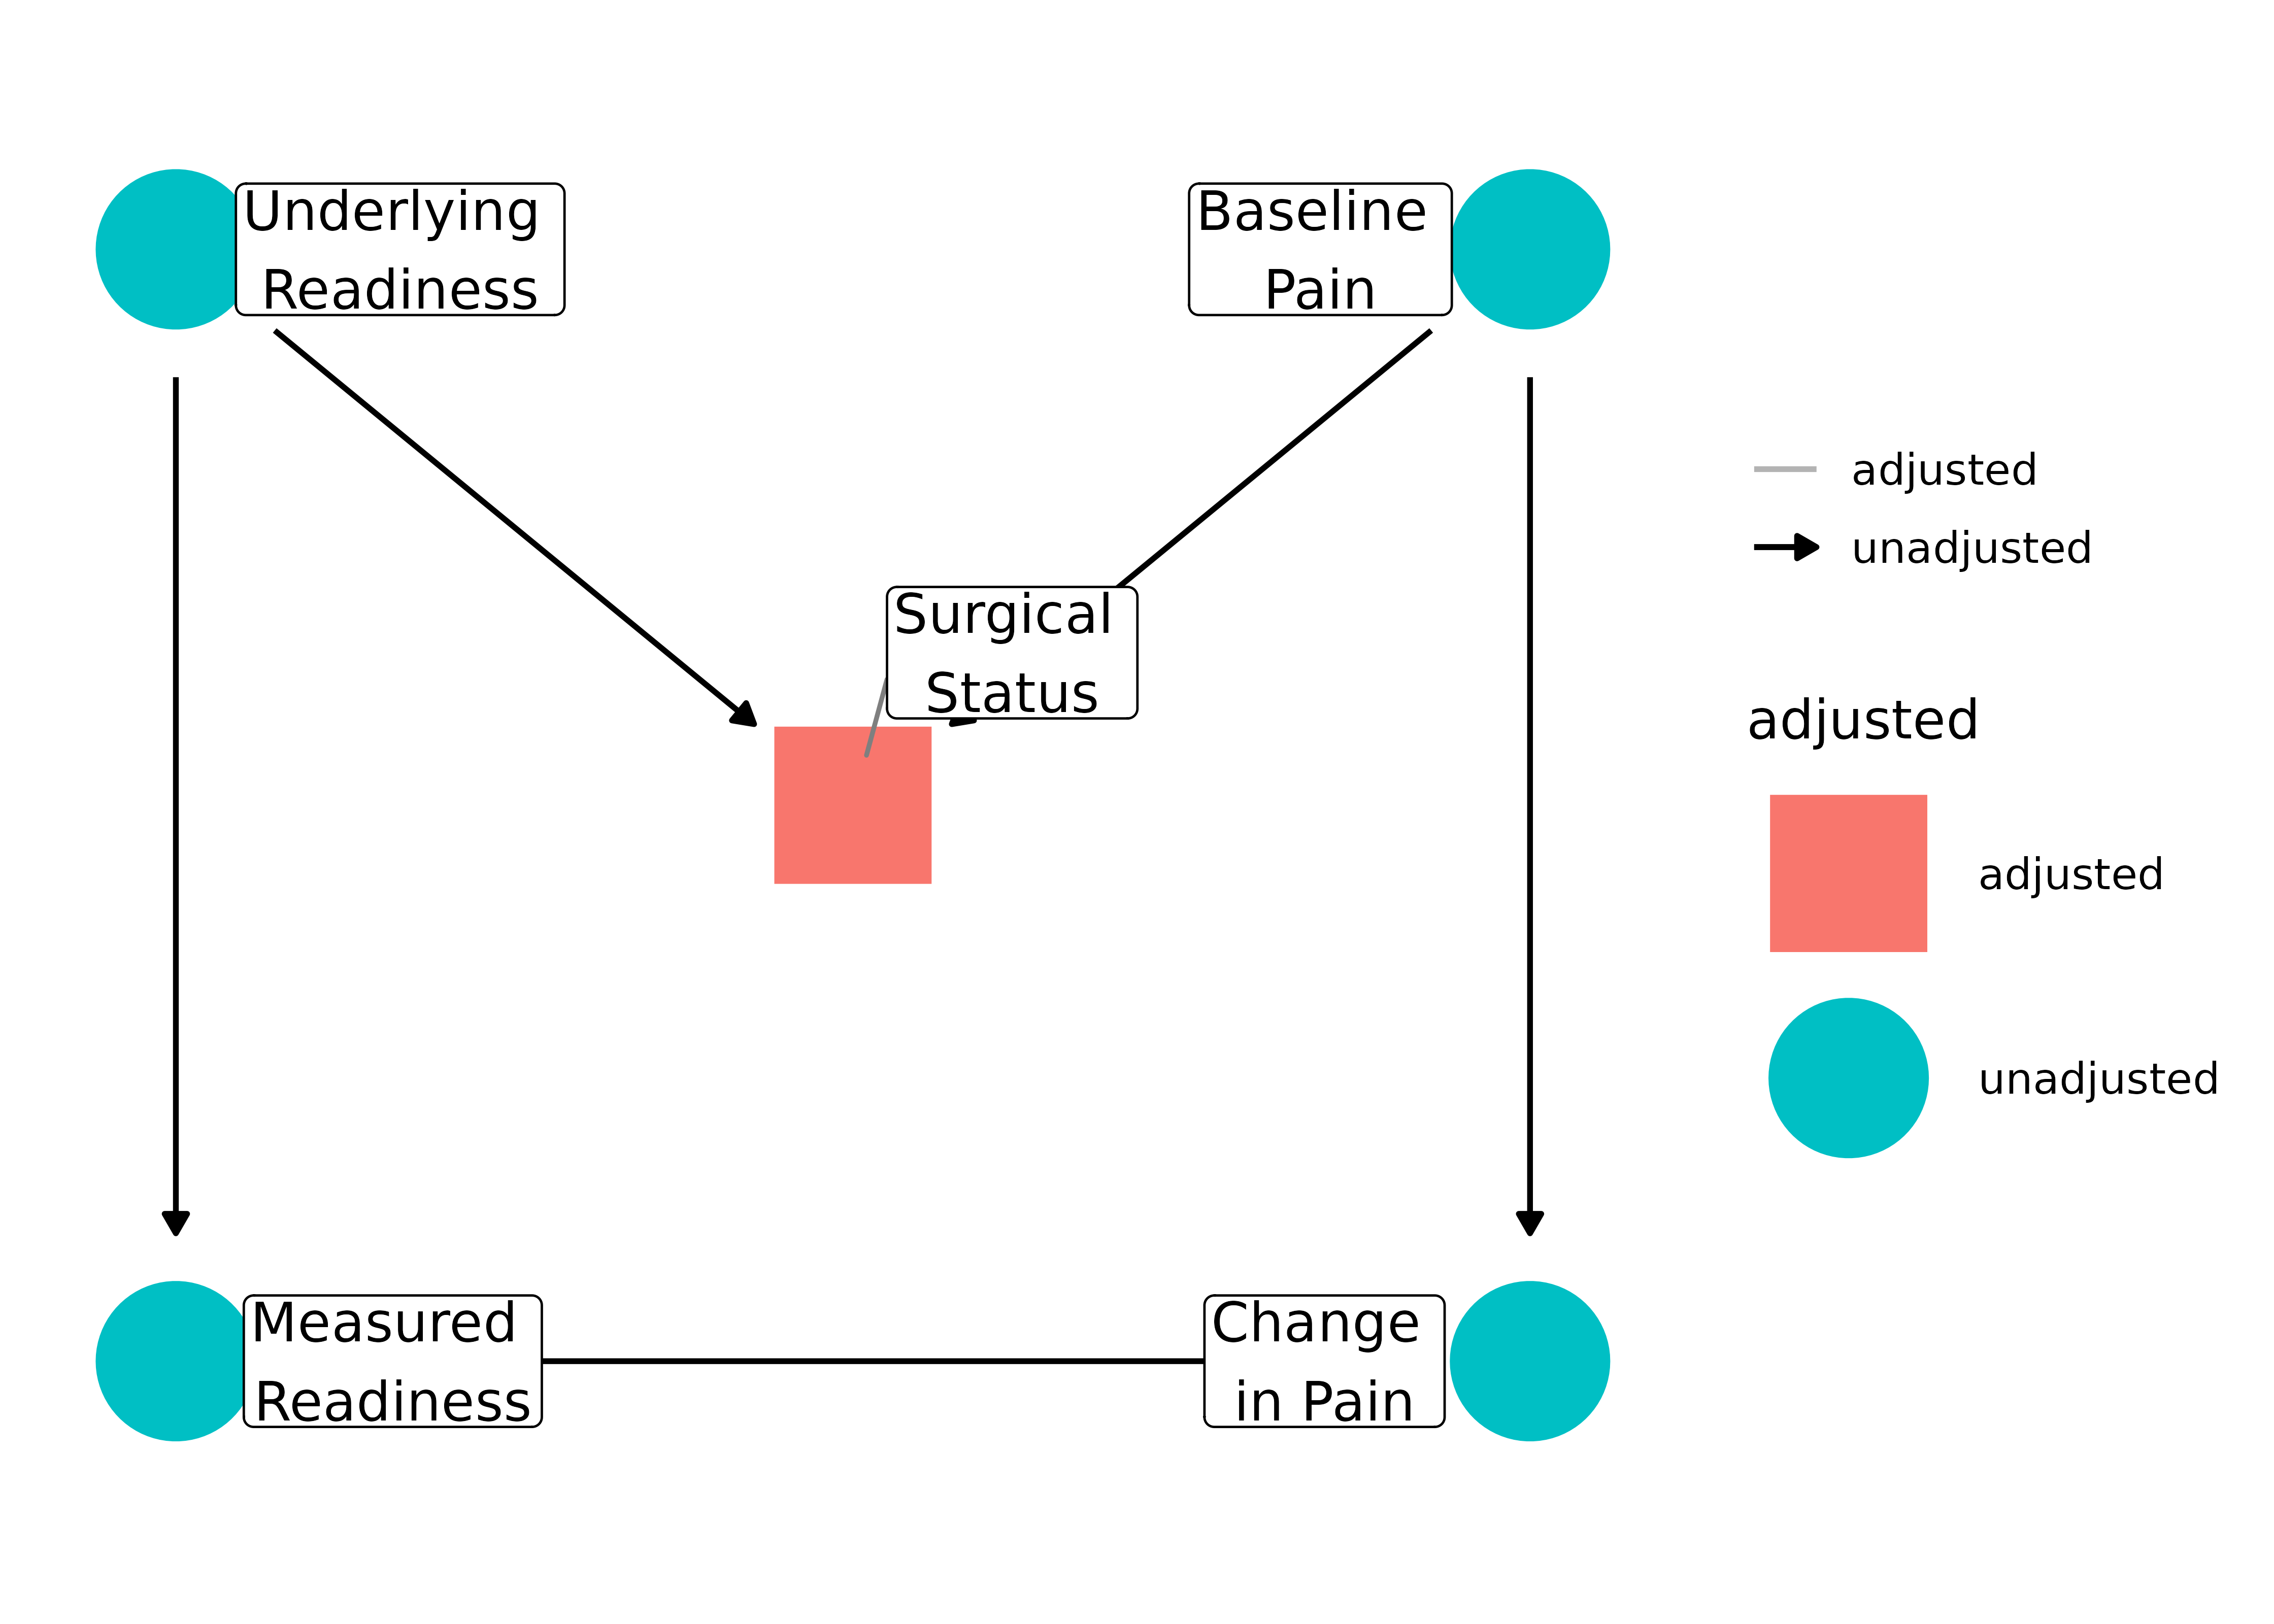 Underlying
Readiness
Baseline
Pain
Surgical
Status
Measured
Readiness
Change
in Pain
adjusted
unadjusted
adjusted
adjusted
unadjusted